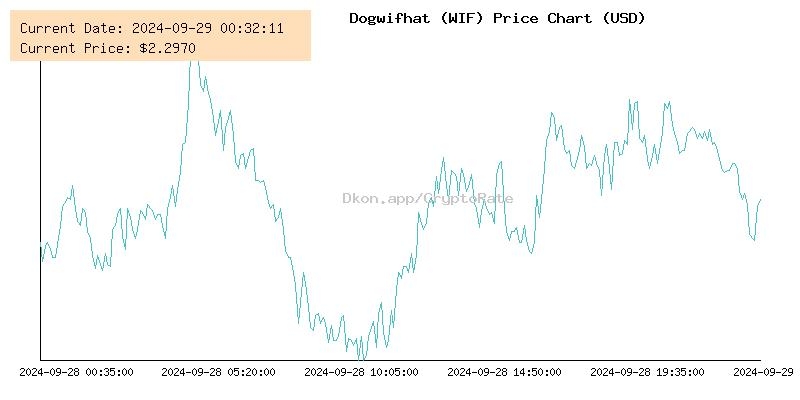 Dogwifhat (WIF) Price Chart (USD)
Current Date: 2024-09-29 00:32:11
Current Price: $2.2970
Dkon.app/CryptoRate
2024-09-28 00:35:00 2024-09-28 05:20:00 2024-09-28 10:05:00 2024-09-28 14:50:00 2024-09-28 19:35:00 2024-09-29